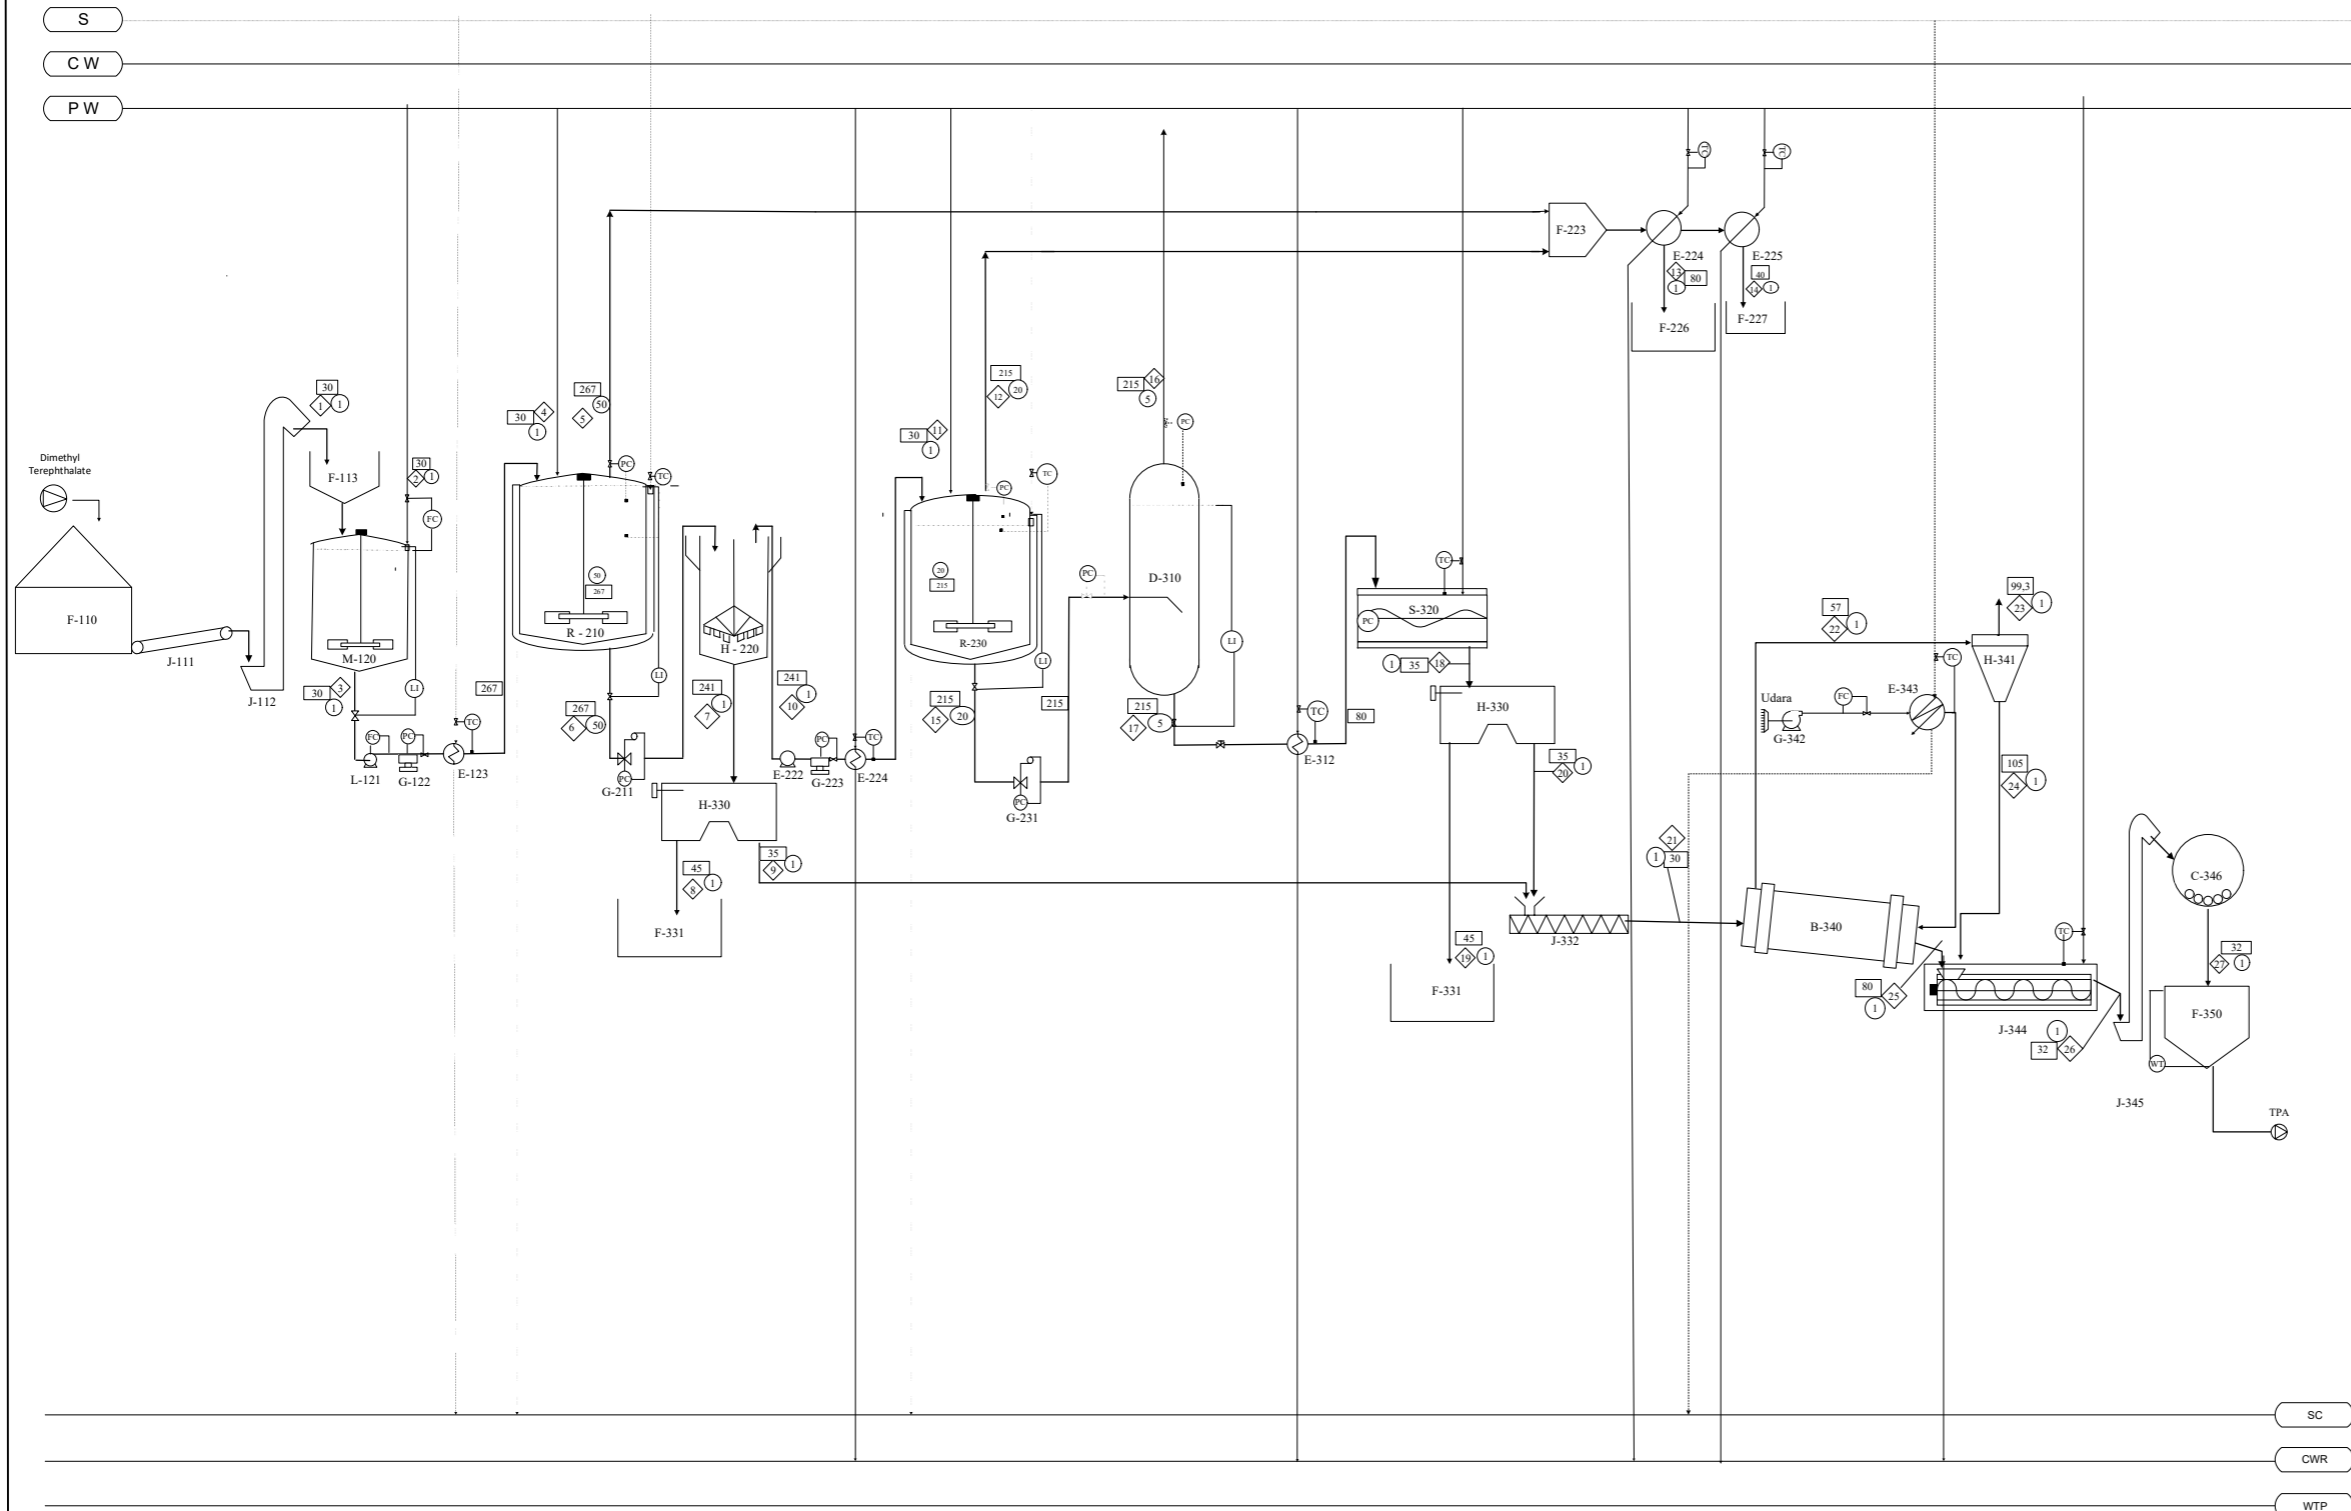 S
C W
P W
TC
TC
F-223
E-224
E-225
13
80
1
40
14
1
F-226
F-227
30
1
1
30
4
1
267
50
5
215
20
12
30
11
1
215
16
5
PC
Dimethyl
Terephthalate
F-113
30
2
1
FC
PC
TC
PC
TC
F-110
J-111
J-112
M-120
30
3
1
LI
FC
PC
TC
L-121
G-122
E-123
267
50
267
R - 210
LI
267
6
50
PC
G-211
H - 220
241
1
7
241
1
10
E-222
PC
G-223
TC
E-224
H-330
45
8
1
35
9
1
F-331
20
215
R-230
LI
215
15
20
215
PC
G-231
PC
D-310
LI
215
17
5
TC
E-312
80
TC
S-320
PC
1
35
18
H-330
35
20
1
45
19
1
F-331
J-332
21
1
30
57
22
1
99,3
23
1
H-341
TC
E-343
Udara
FC
G-342
105
24
1
B-340
80
25
1
TC
J-344
1
32
26
C-346
32
27
1
F-350
WT
J-345
TPA
SC
CWR
WTP